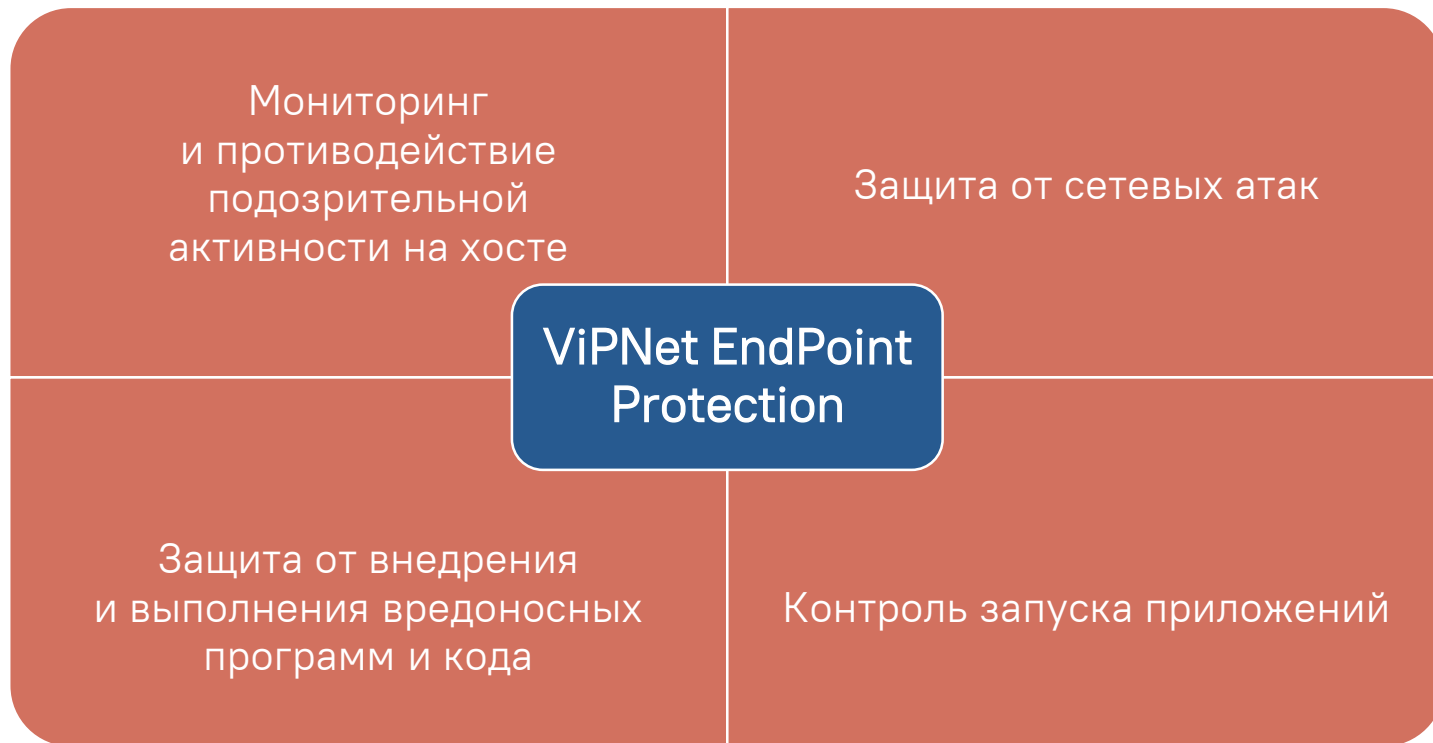 Мониторинг
и противодействие
подозрительной
активности на хосте
Защита от сетевых атак
ViPNet EndPoint
Protection
Защита от внедрения
и выполнения вредоносных
программ и кода
Контроль запуска приложений